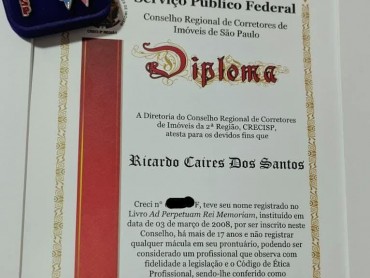 Serviço Público Federal
Conselho Regional de Corretores de
Imóveis de São Paulo
Diploma
A Diretoria do Conselho Regional de Corretores
de Imóveis da 2ª Região, CRECISP,
atesta para os devidos fins que
Ricardo Caires Dos Santos
Creci nº F, teve seu nome registrado no
Livro Ad Perpetuam Rei Memoriam, instituído em
data de 03 de março de 2008, por ser inscrito neste
Conselho, há mais de 17 anos e não registrar
qualquer mácula em seu prontuário, podendo ser
considerado um profissional que observa com
fidelidade a legislação e o Código de Ética
Profissional, sendo-lhe conferido como